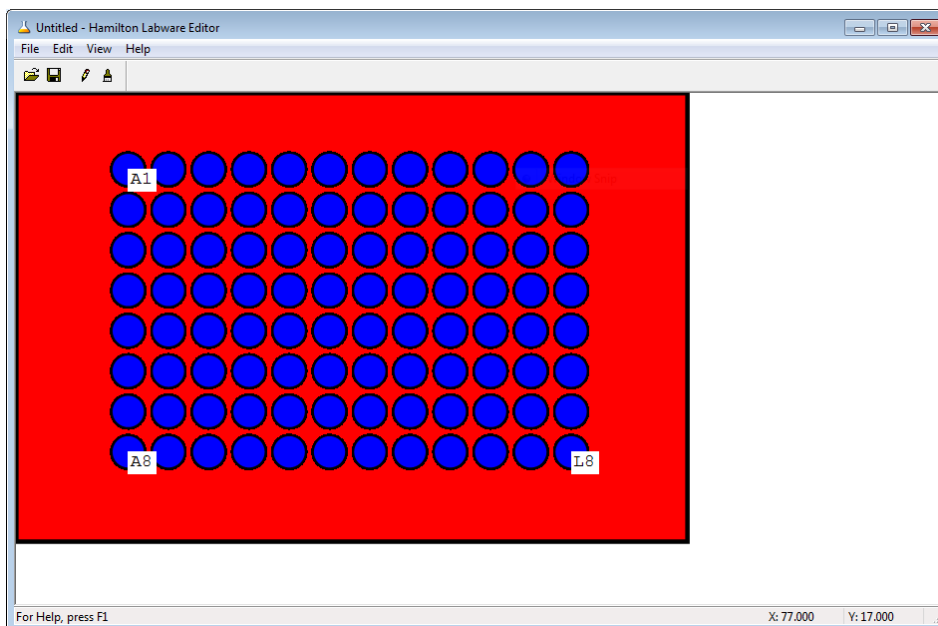 Untitled - Hamilton Labware Editor
File Edit View Help
A1
A8 L8
For Help, press F1 X: 77.000 Y: 17.000